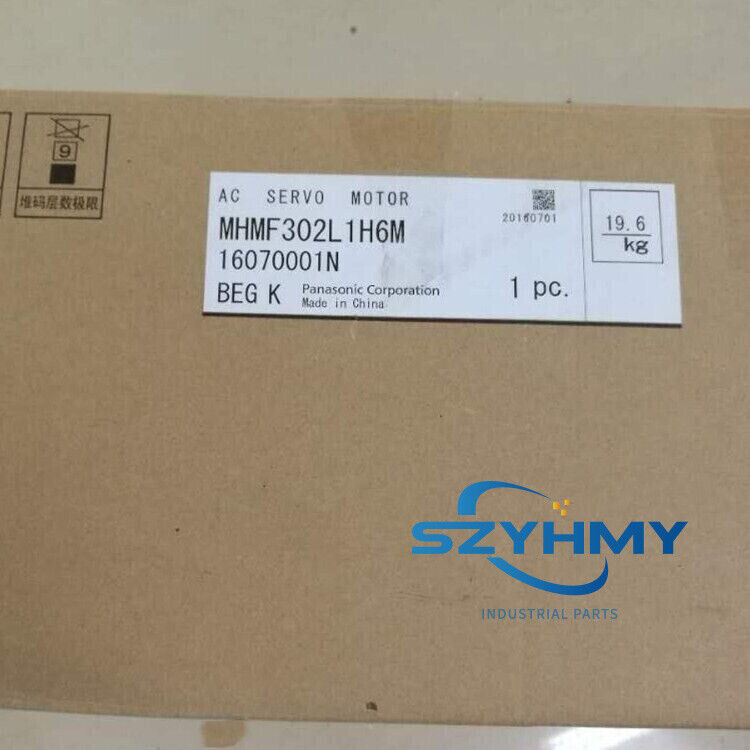 9
堆码层数极限
AC SERVO MOTOR
20160701
MHMF302L1H6M
16070001N
BEG K
Panasonic Corporation
Made in China
1 pc.
19.6
kg
SZYHMY
INDUSTRIAL PARTS